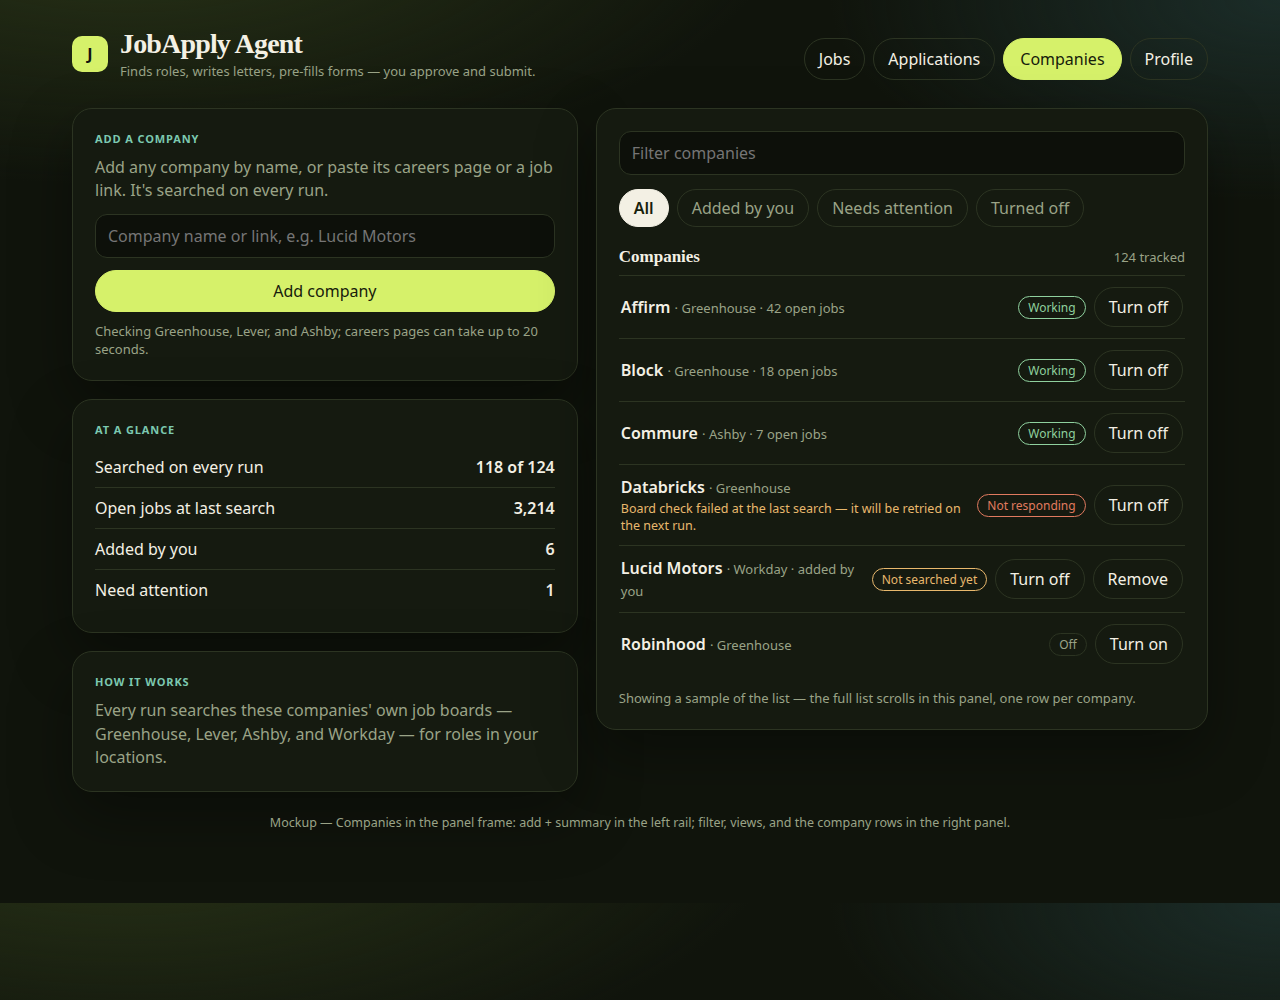 J
JobApply Agent
Finds roles, writes letters, pre-fills forms — you approve and submit.
Jobs
Applications
Companies
Profile
ADD A COMPANY
Add any company by name, or paste its careers page or a job
link. It's searched on every run.
Company name or link, e.g. Lucid Motors
Add company
Checking Greenhouse, Lever, and Ashby; careers pages can take up to 20
seconds.
AT A GLANCE
Searched on every run 118 of 124
Open jobs at last search 3,214
Added by you 6
Need attention 1
HOW IT WORKS
Every run searches these companies' own job boards —
Greenhouse, Lever, Ashby, and Workday — for roles in your
locations.
Filter companies
All
Added by you
Needs attention
Turned off
Companies 124 tracked
Affirm · Greenhouse · 42 open jobs Working Turn off
Block · Greenhouse · 18 open jobs Working Turn off
Commure · Ashby · 7 open jobs Working Turn off
Databricks · Greenhouse
Board check failed at the last search — it will be retried on
the next run.
Not responding Turn off
Lucid Motors · Workday · added by
you
Not searched yet Turn off Remove
Robinhood · Greenhouse Off Turn on
Showing a sample of the list — the full list scrolls in this panel, one row per company.
Mockup — Companies in the panel frame: add + summary in the left rail; filter, views, and the company rows in the right panel.